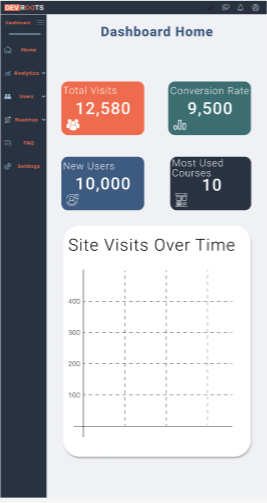 DEVROOTS
Dashboard
Home
Analytics
Users
Roadmap
FAQ
Settings
Dashboard Home
Total Visits
12,580
Conversion Rate
9,500
New Users
10,000
Most Used
Courses
10
Site Visits Over Time
400
300
200
100